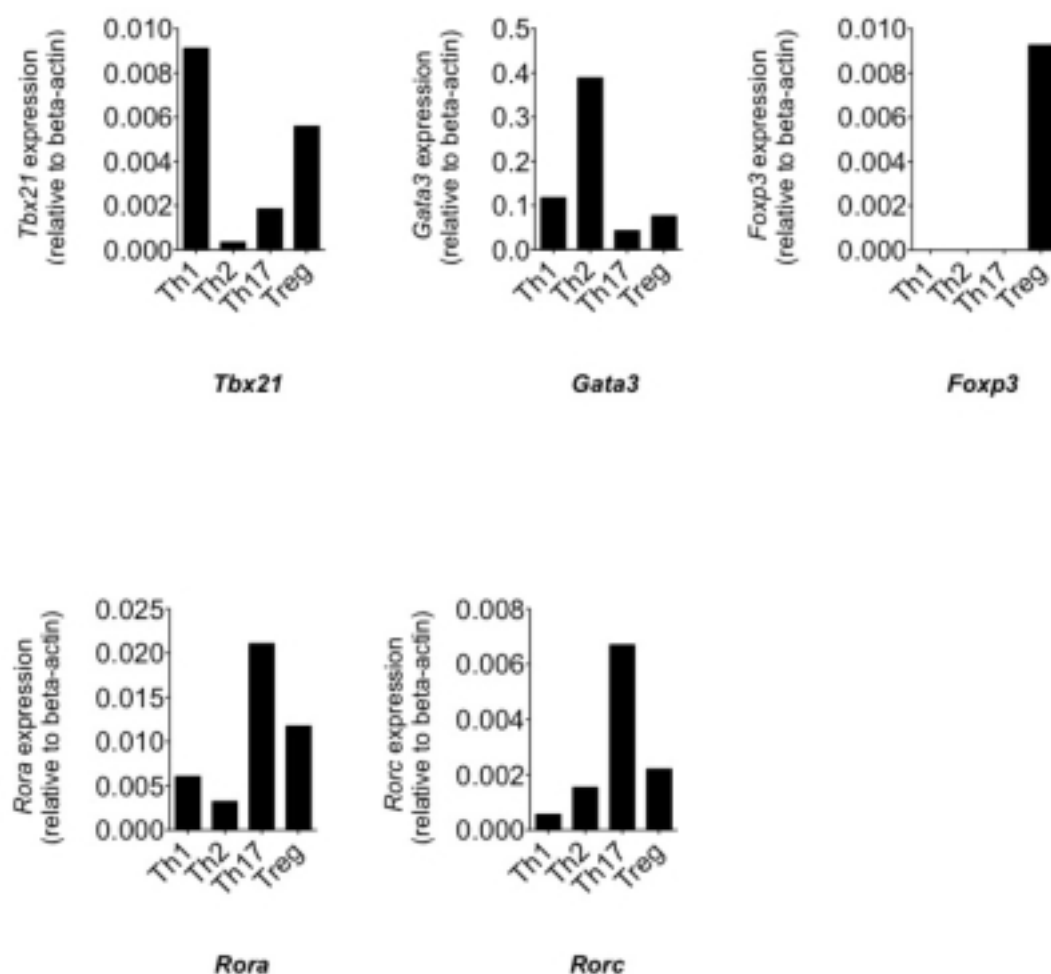 Tbx21 expression
(relative to beta-actin)
0.010
0.008
0.006
0.004
0.002
0.000
Th1
Th2
Th17
Treg
Tbx21
Gata3 expression
(relative to beta-actin)
0.5
0.4
0.3
0.2
0.1
0.0
Th1
Th2
Th17
Treg
Gata3
Foxp3 expression
(relative to beta-actin)
0.010
0.008
0.006
0.004
0.002
0.000
Th1
Th2
Th17
Treg
Foxp3
Rora expression
(relative to beta-actin)
0.025
0.020
0.015
0.010
0.005
0.000
Th1
Th2
Th17
Treg
Rora
Rorc expression
(relative to beta-actin)
0.008
0.006
0.004
0.002
0.000
Th1
Th2
Th17
Treg
Rorc